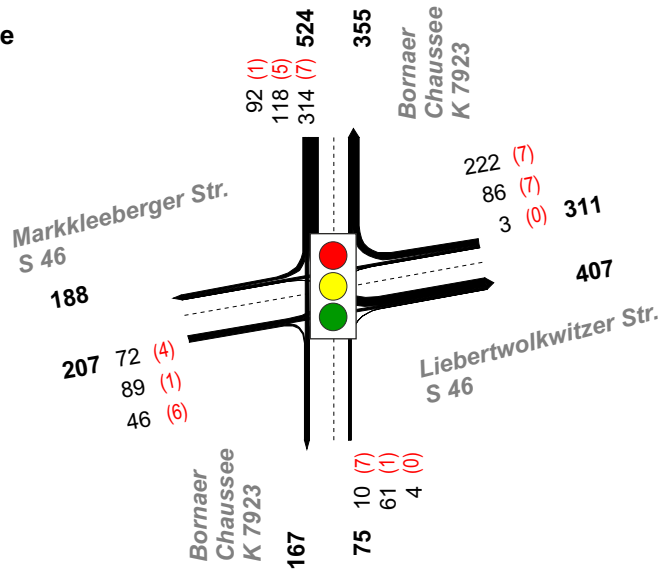 e
524
355
92 (1)
118 (5)
314 (7)
Bornaer
Chaussee
K 7923
222 (7)
86 (7)
3 (0)
311
Markkleeberger Str.
S 46
188
407
207
72 (4)
89 (1)
46 (6)
Liebertwolkwitzer Str.
S 46
Bornaer
Chaussee
K 7923
167
75
10 (7)
61 (1)
4 (0)